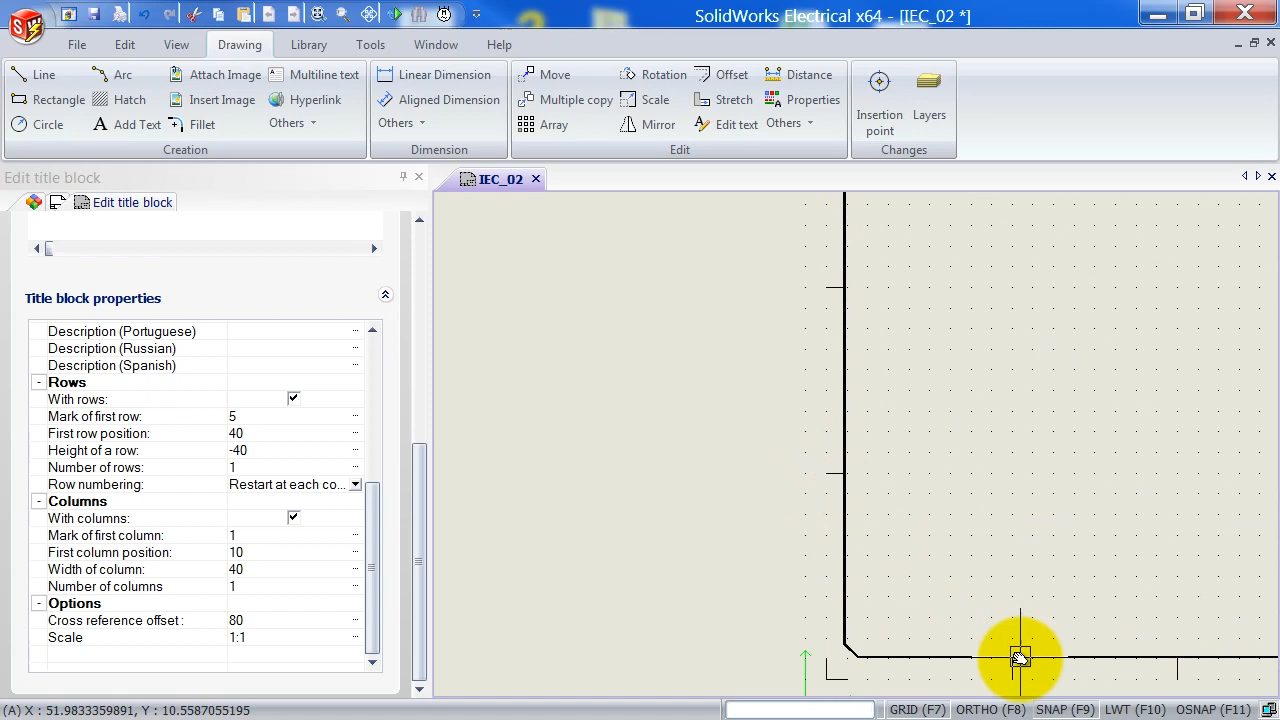 SolidWorks Electrical x64 - [IEC_02 *]
File Edit View Drawing Library Tools Window Help
Line Arc Attach Image Multiline text
Rectangle Hatch Insert Image Hyperlink
Circle Add Text Fillet Others
Creation
Linear Dimension
Aligned Dimension
Others
Dimension
Move Rotation Offset Distance
Multiple copy Scale Stretch Properties
Array Mirror Edit text Others
Edit
Insertion point
Layers
Changes
Edit title block
Edit title block
IEC_02
Title block properties
Description (Portuguese)
Description (Russian)
Description (Spanish)
Rows
With rows:
Mark of first row: 5
First row position: 40
Height of a row: -40
Number of rows: 1
Row numbering: Restart at each co...
Columns
With columns:
Mark of first column: 1
First column position: 10
Width of column: 40
Number of columns 1
Options
Cross reference offset : 80
Scale 1:1
(A) X : 51.9833359891, Y : 10.5587055195
GRID (F7) ORTHO (F8) SNAP (F9) LWT (F10) OSNAP (F11)